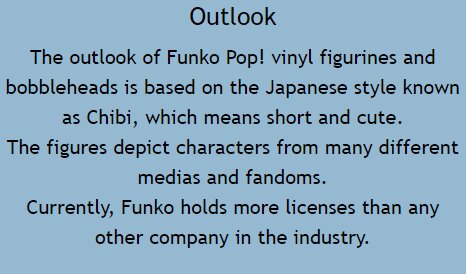 Outlook
The outlook of Funko Pop! vinyl figurines and
bobbleheads is based on the Japanese style known
as Chibi, which means short and cute.
The figures depict characters from many different
medias and fandoms.
Currently, Funko holds more licenses than any
other company in the industry.